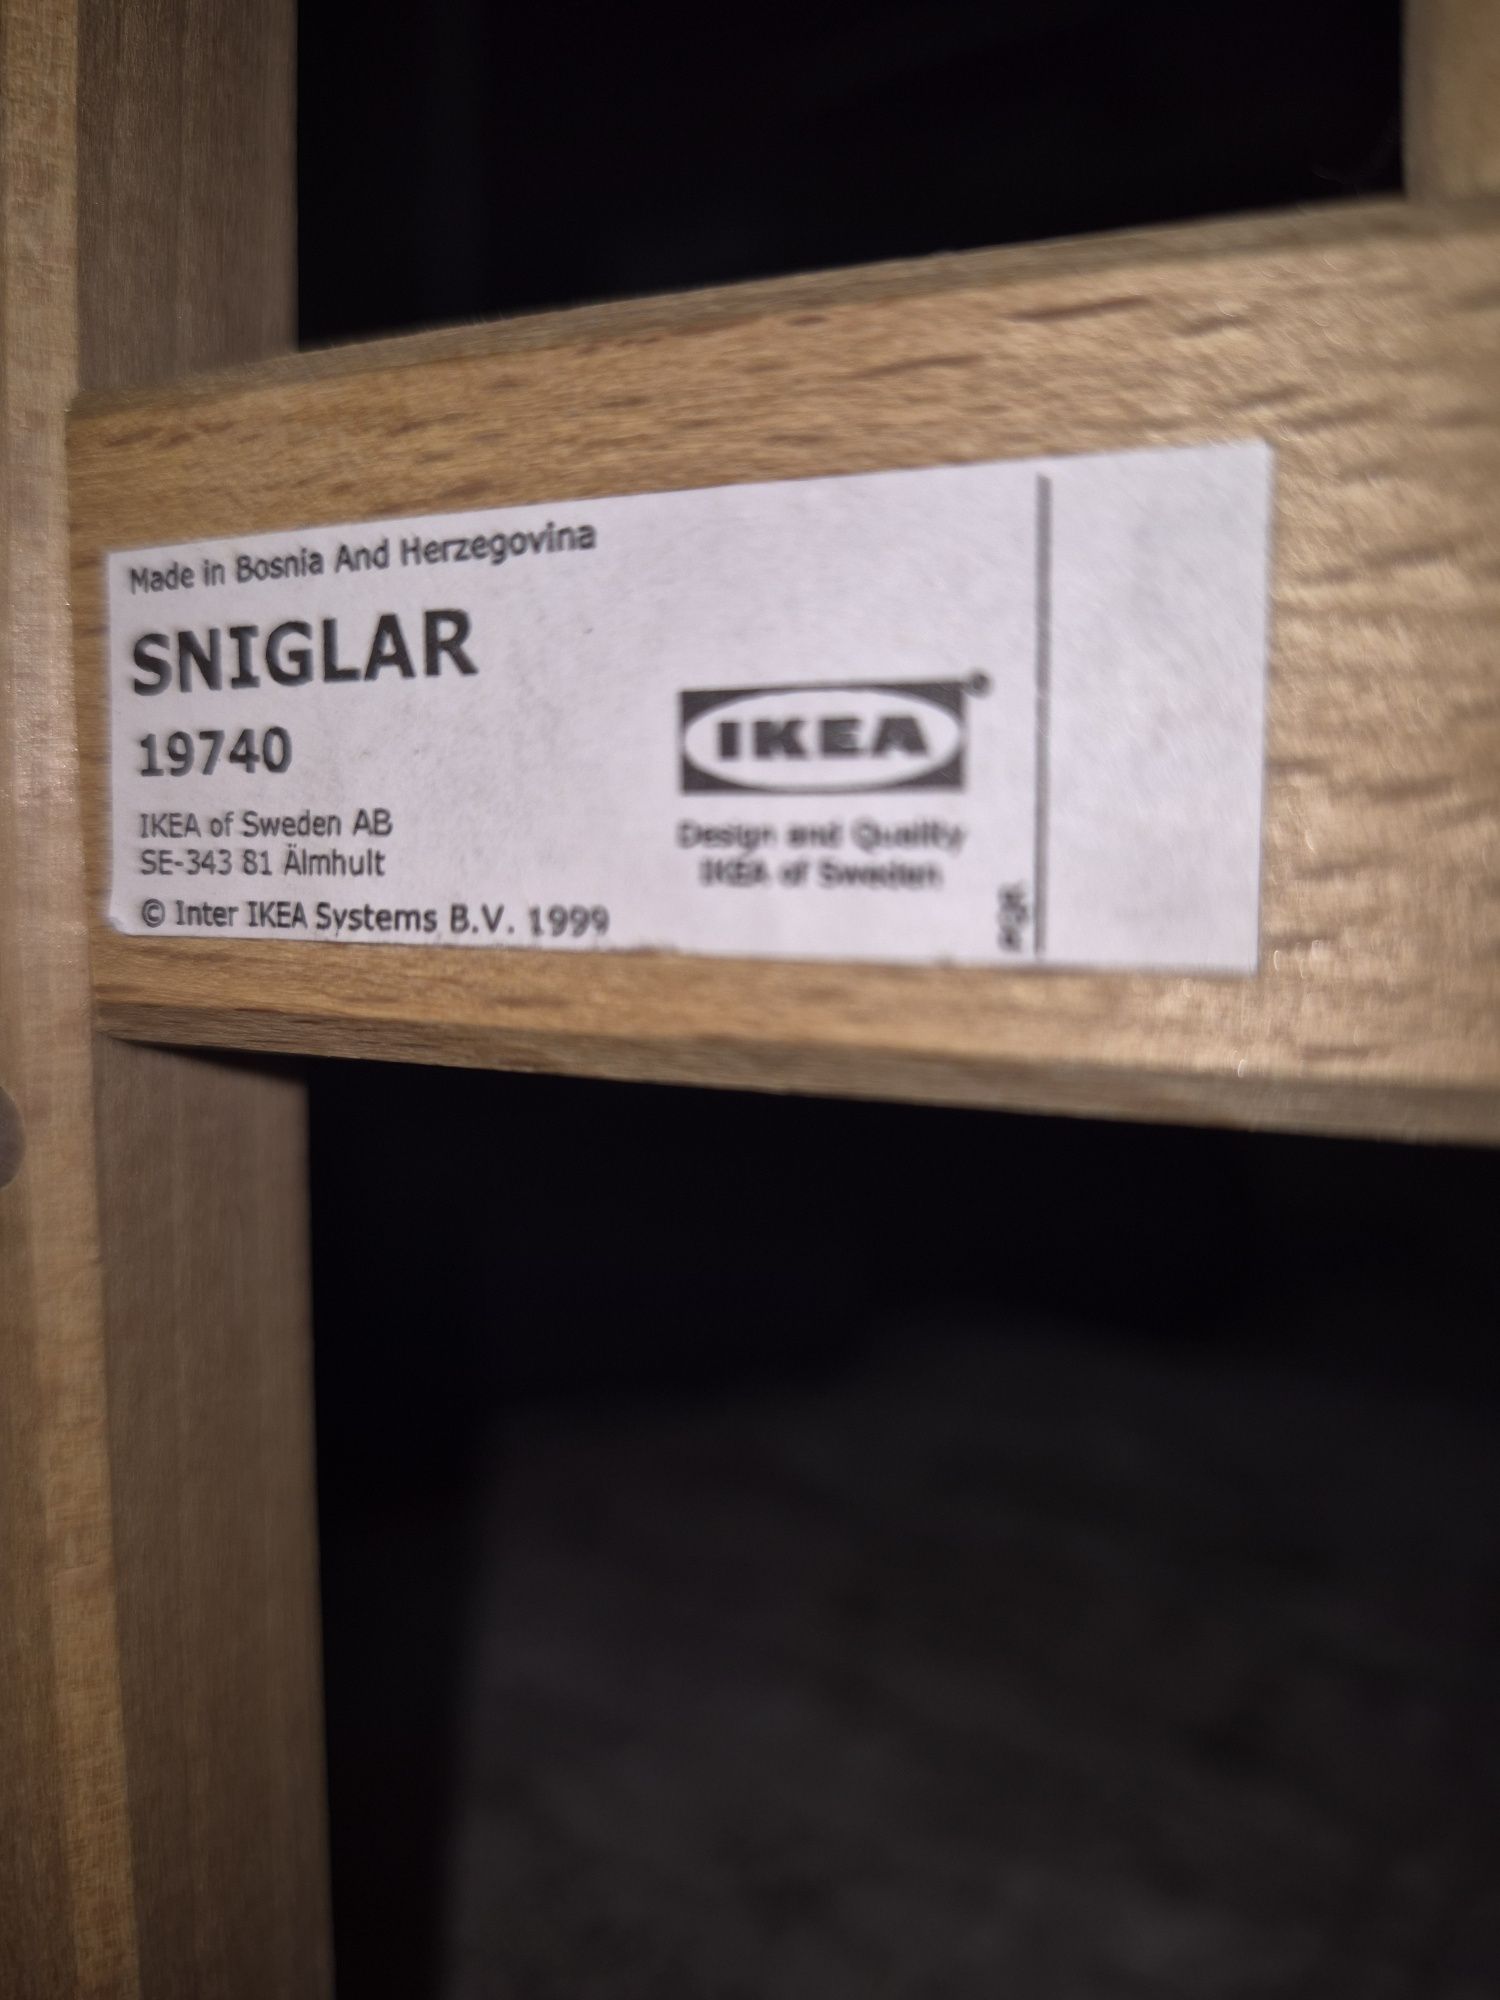 Made in Bosnia And Herzegovina
SNIGLAR
19740
IKEA of Sweden AB
SE-343 81 Älmhult
© Inter IKEA Systems B.V. 1999
IKEA®
Design and Quality
IKEA of Sweden